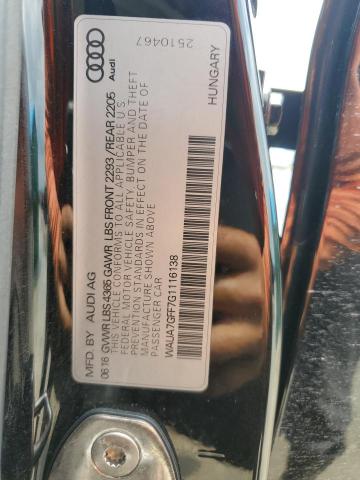 MFD. BY AUDI AG
06.16 GVWR LBS 4365 GAWR LBS FRONT 2293 /REAR 2205
THIS VEHICLE CONFORMS TO ALL APPLICABLE U.S.
FEDERAL MOTOR VEHICLE SAFETY, BUMPER AND THEFT
PREVENTION STANDARDS IN EFFECT ON THE DATE OF
MANUFACTURE SHOWN ABOVE
PASSENGER CAR
WAUA7GFF7G1116138
Audi
2510467
HUNGARY